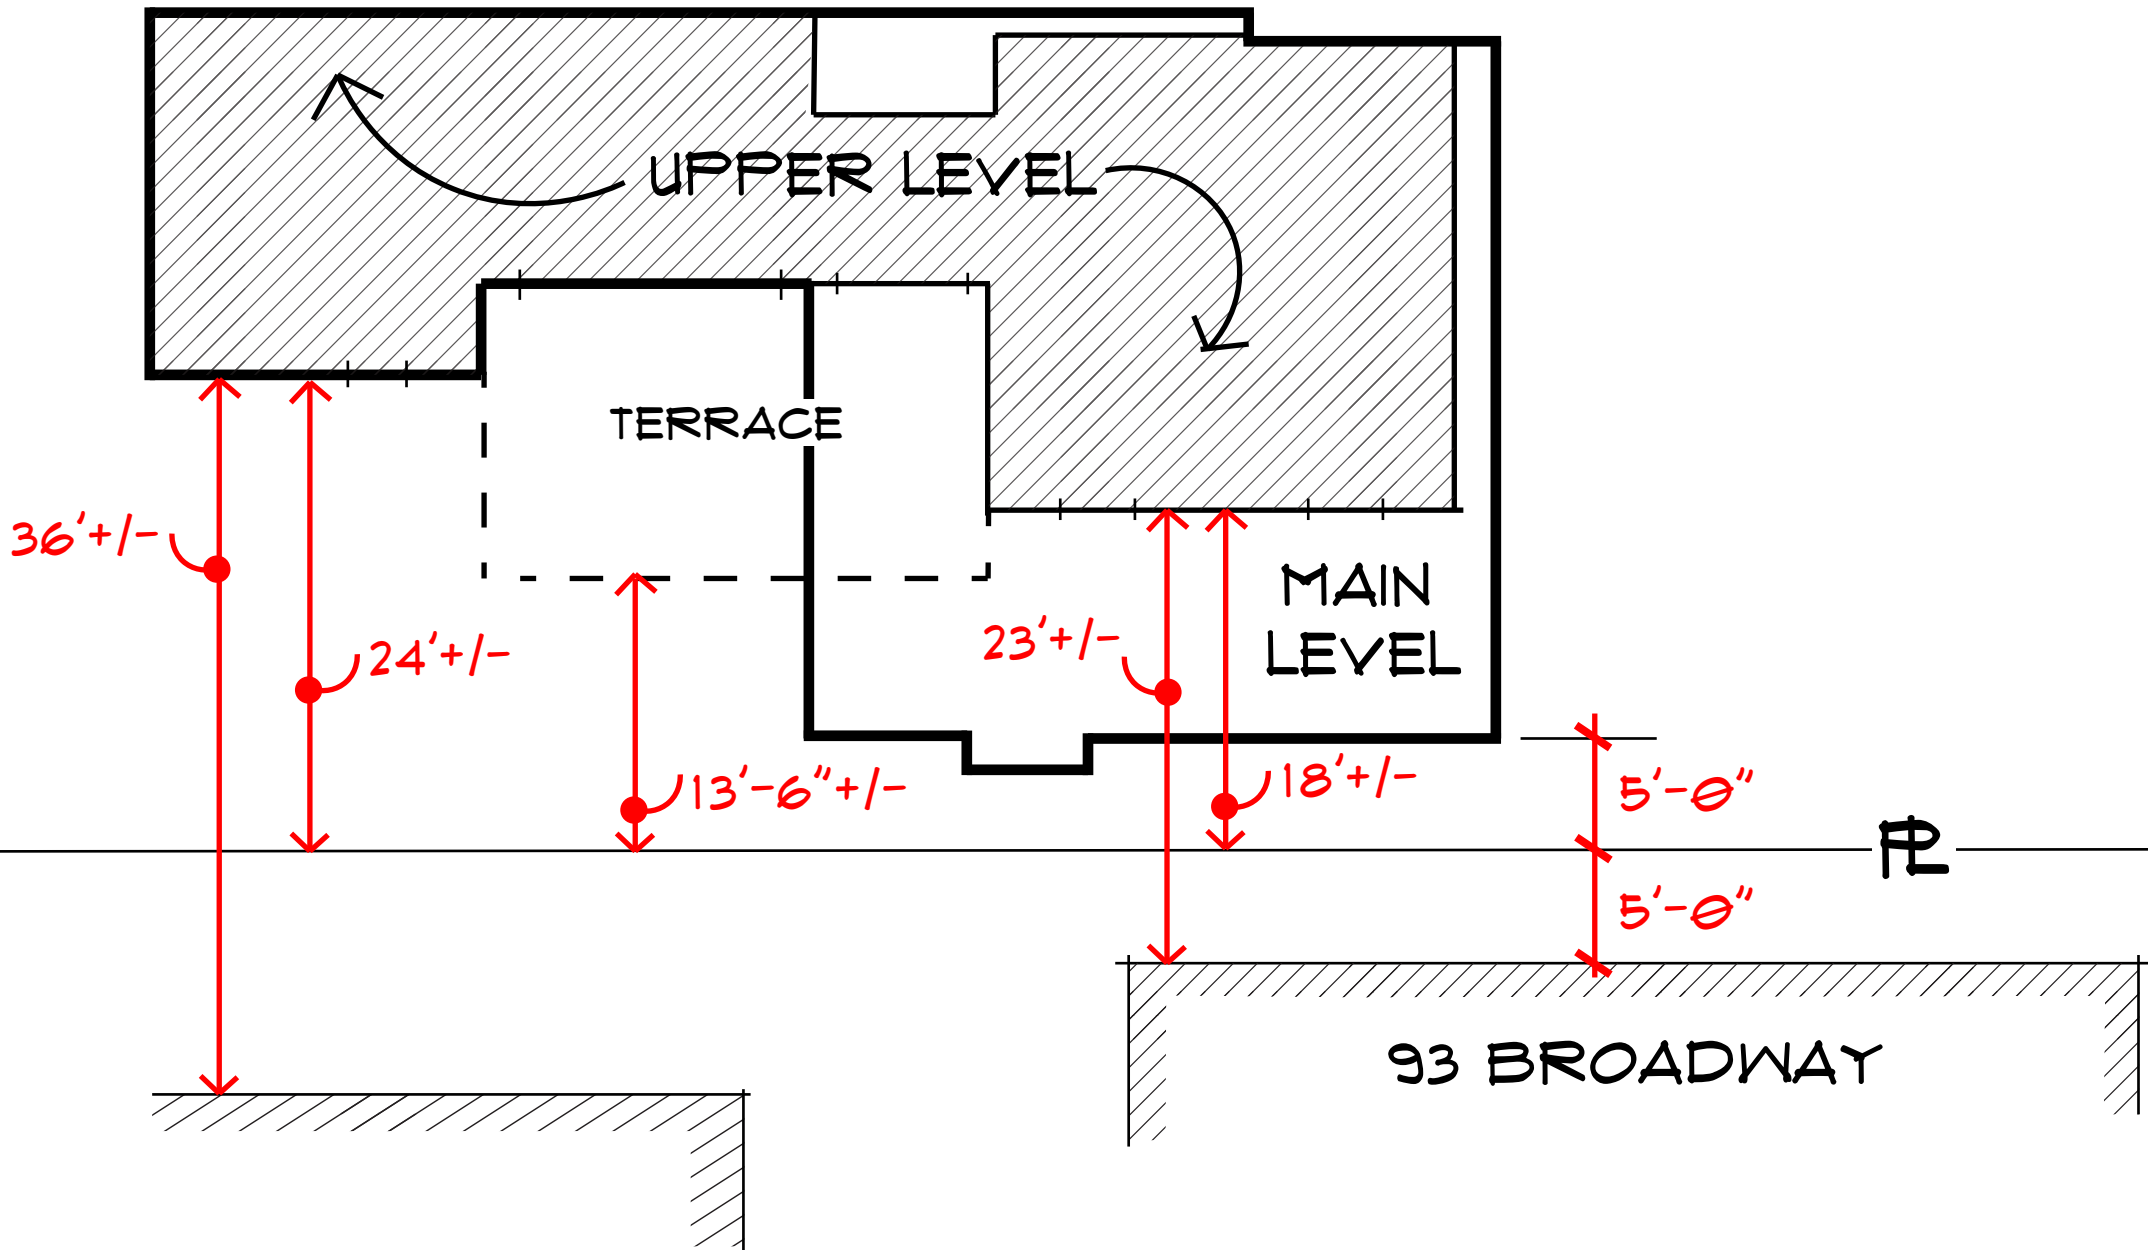 UPPER LEVEL
TERRACE
36'+/-
24'+/-
23'+/-
MAIN
LEVEL
13'-6"+/-
18'+/-
5'-0"
PL
5'-0"
93 BROADWAY